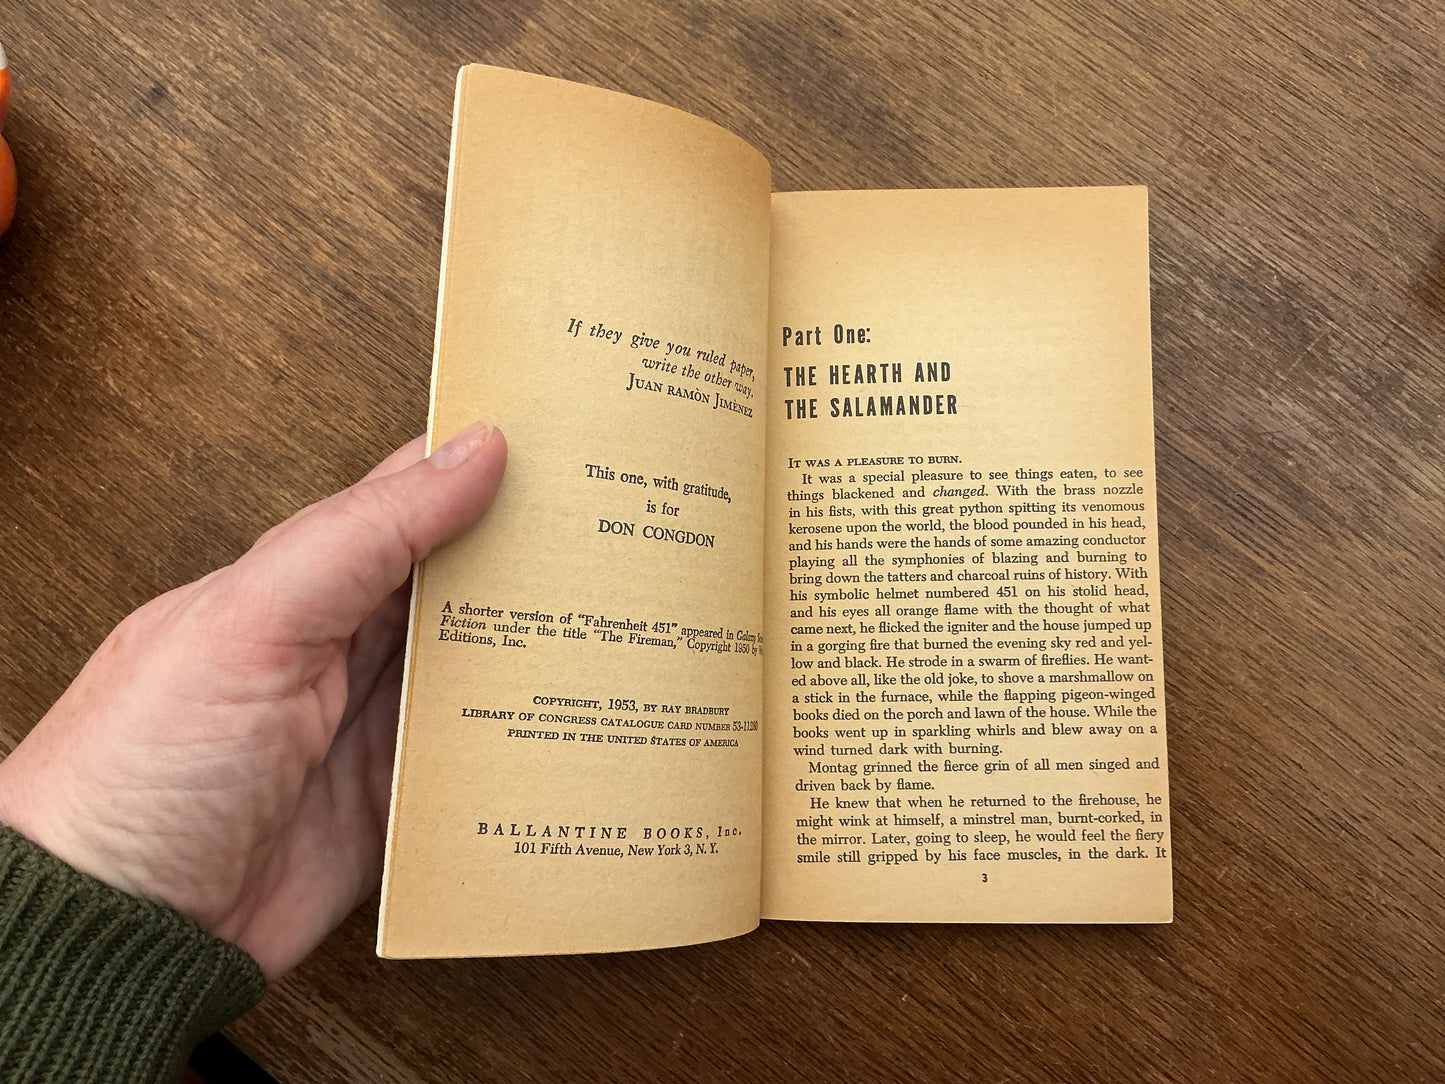 If they give you ruled paper,
write the other way.
JUAN RAMÒN JIMÈNEZ
This one, with gratitude,
is for
DON CONGDON
A shorter version of "Fahrenheit 451" appeared in Galaxy
Fiction under the title "The Fireman," Copyright 1950 by
Editions, Inc.
COPYRIGHT, 1953, BY RAY BRADBURY
LIBRARY OF CONGRESS CATALOGUE CARD NUMBER 53-11280
PRINTED IN THE UNITED STATES OF AMERICA
BALLANTINE BOOKS, Inc.
101 Fifth Avenue, New York 3, N. Y.
Part One:
THE HEARTH AND
THE SALAMANDER
IT WAS A PLEASURE TO BURN.
It was a special pleasure to see things eaten, to see
things blackened and changed. With the brass nozzle
in his fists, with this great python spitting its venomous
kerosene upon the world, the blood pounded in his head,
and his hands were the hands of some amazing conductor
playing all the symphonies of blazing and burning to
bring down the tatters and charcoal ruins of history. With
his symbolic helmet numbered 451 on his stolid head,
and his eyes all orange flame with the thought of what
came next, he flicked the igniter and the house jumped up
in a gorging fire that burned the evening sky red and yel-
low and black. He strode in a swarm of fireflies. He want-
ed above all, like the old joke, to shove a marshmallow on
a stick in the furnace, while the flapping pigeon-winged
books died on the porch and lawn of the house. While the
books went up in sparkling whirls and blew away on a
wind turned dark with burning.
Montag grinned the fierce grin of all men singed and
driven back by flame.
He knew that when he returned to the firehouse, he
might wink at himself, a minstrel man, burnt-corked, in
the mirror. Later, going to sleep, he would feel the fiery
smile still gripped by his face muscles, in the dark. It
3